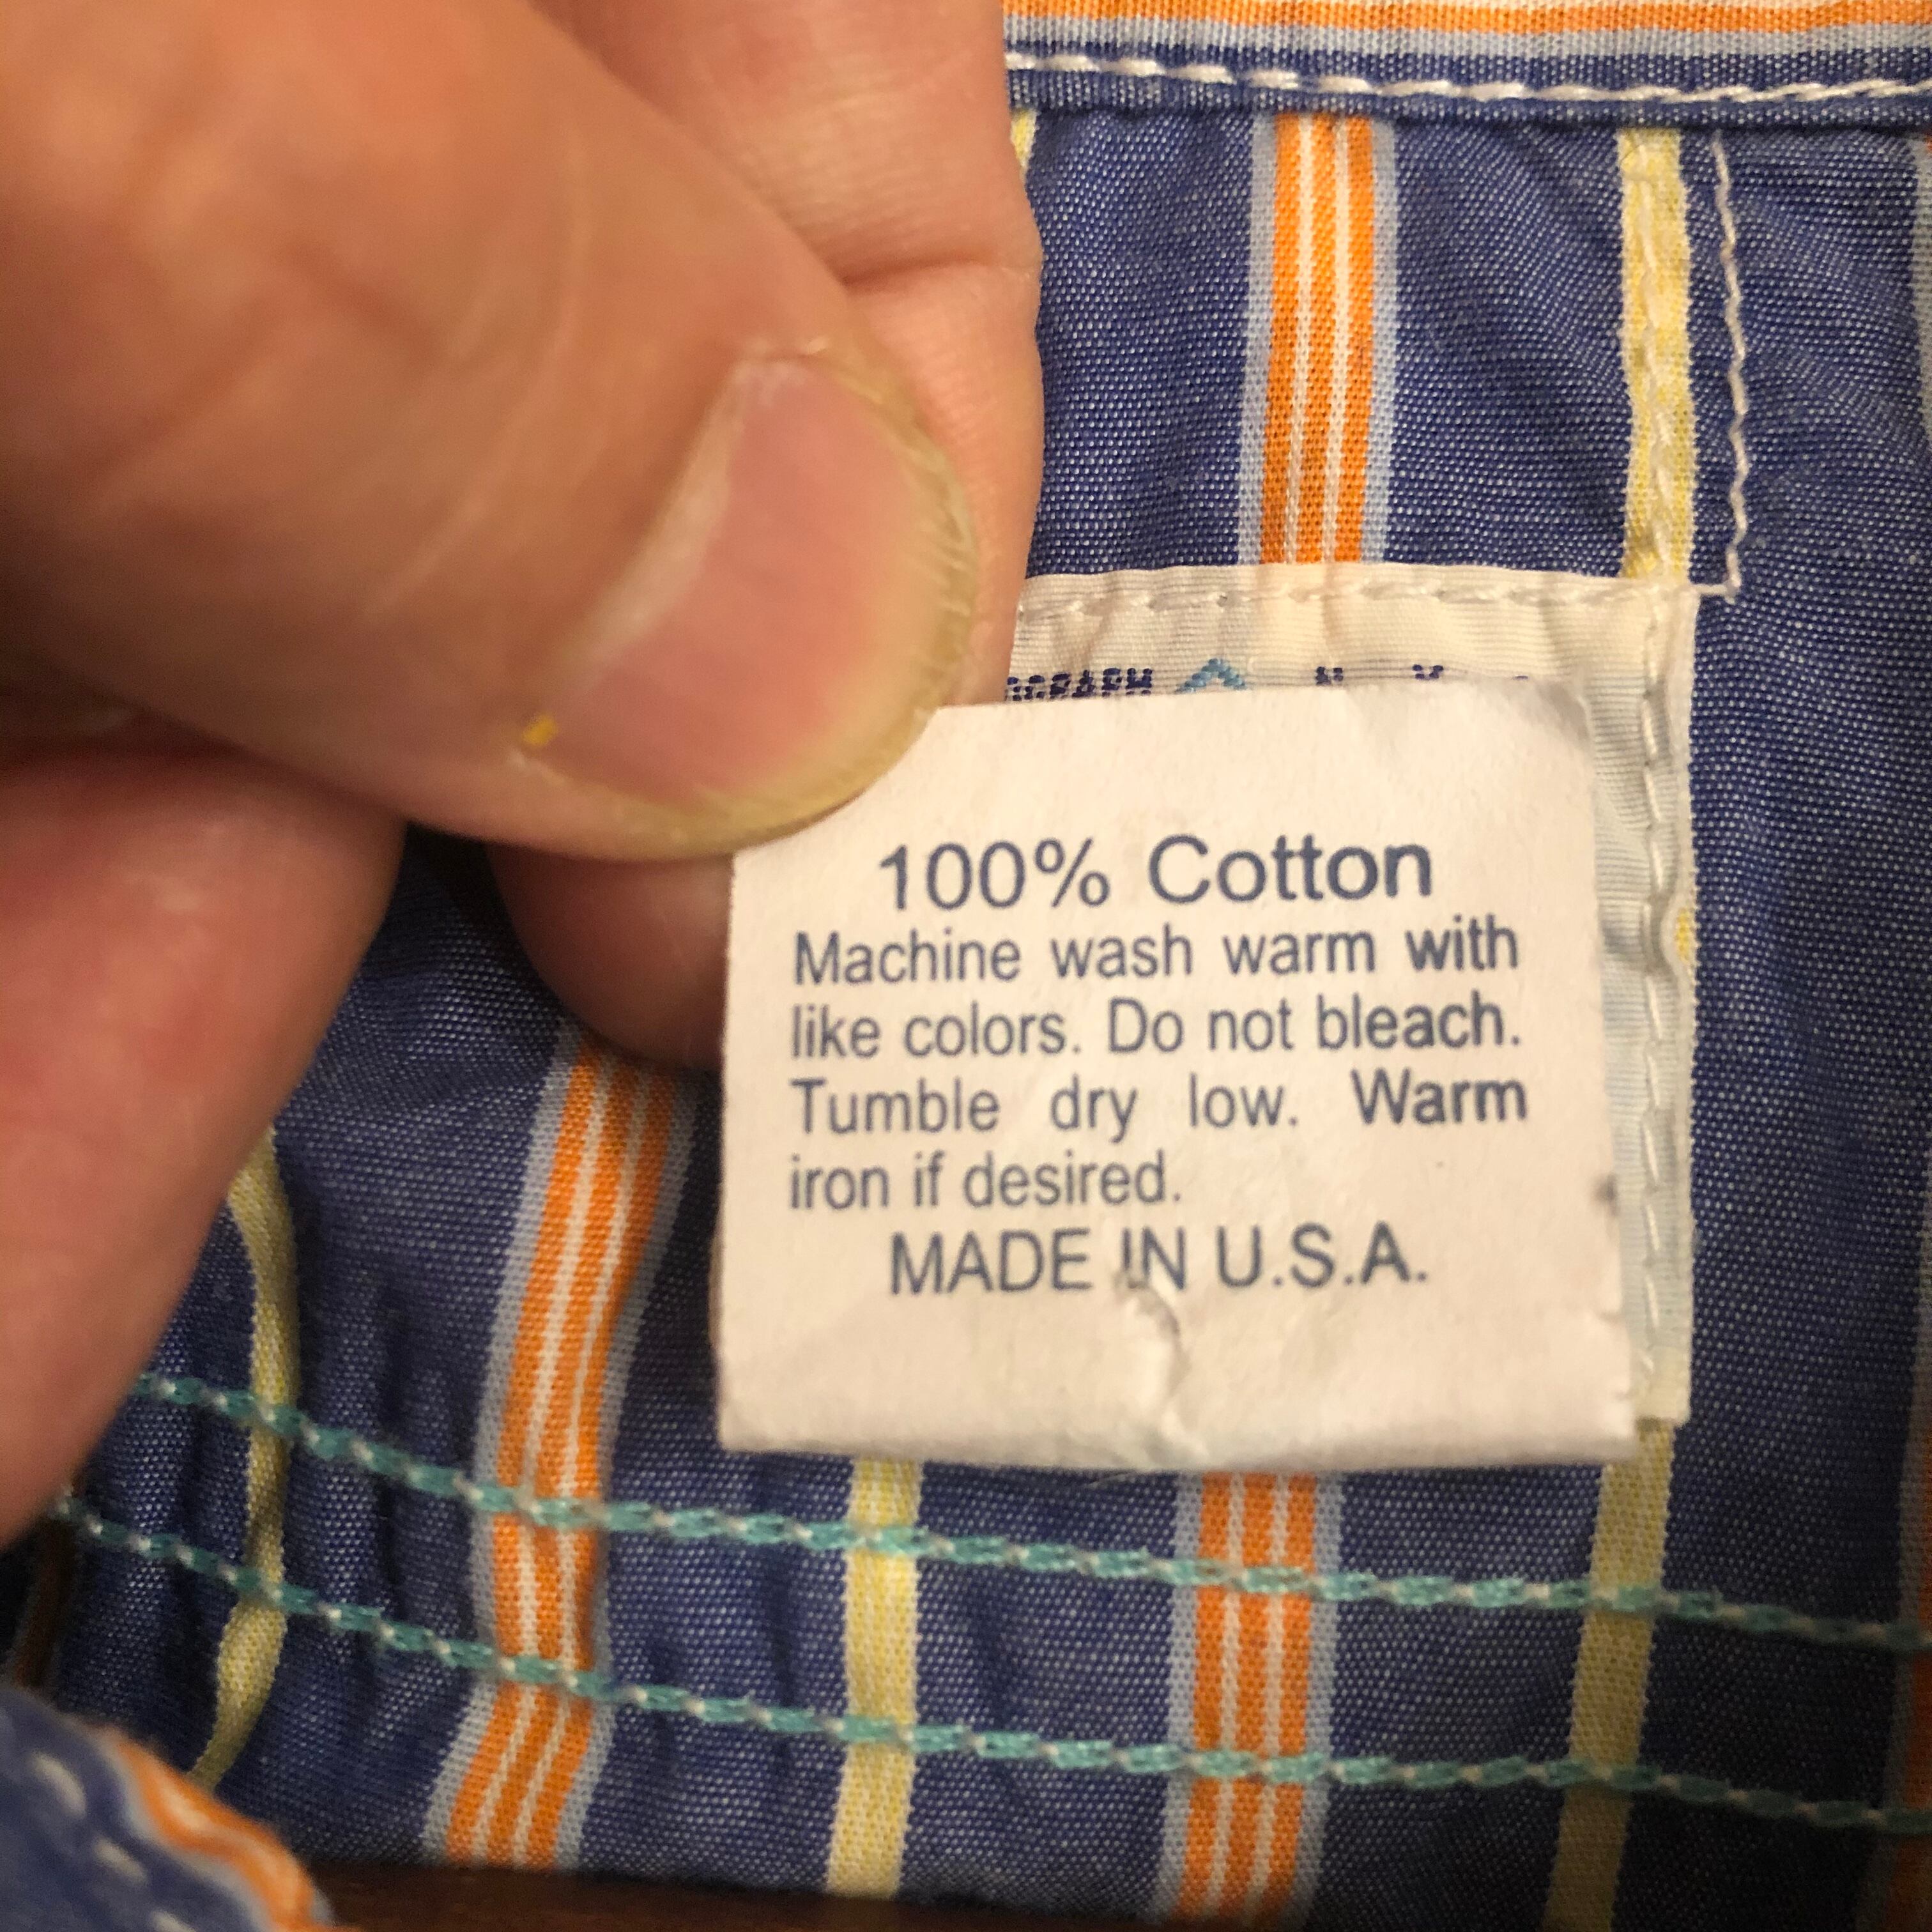 100% Cotton
Machine wash warm with
like colors. Do not bleach.
Tumble dry low. Warm
iron if desired.
MADE IN U.S.A.